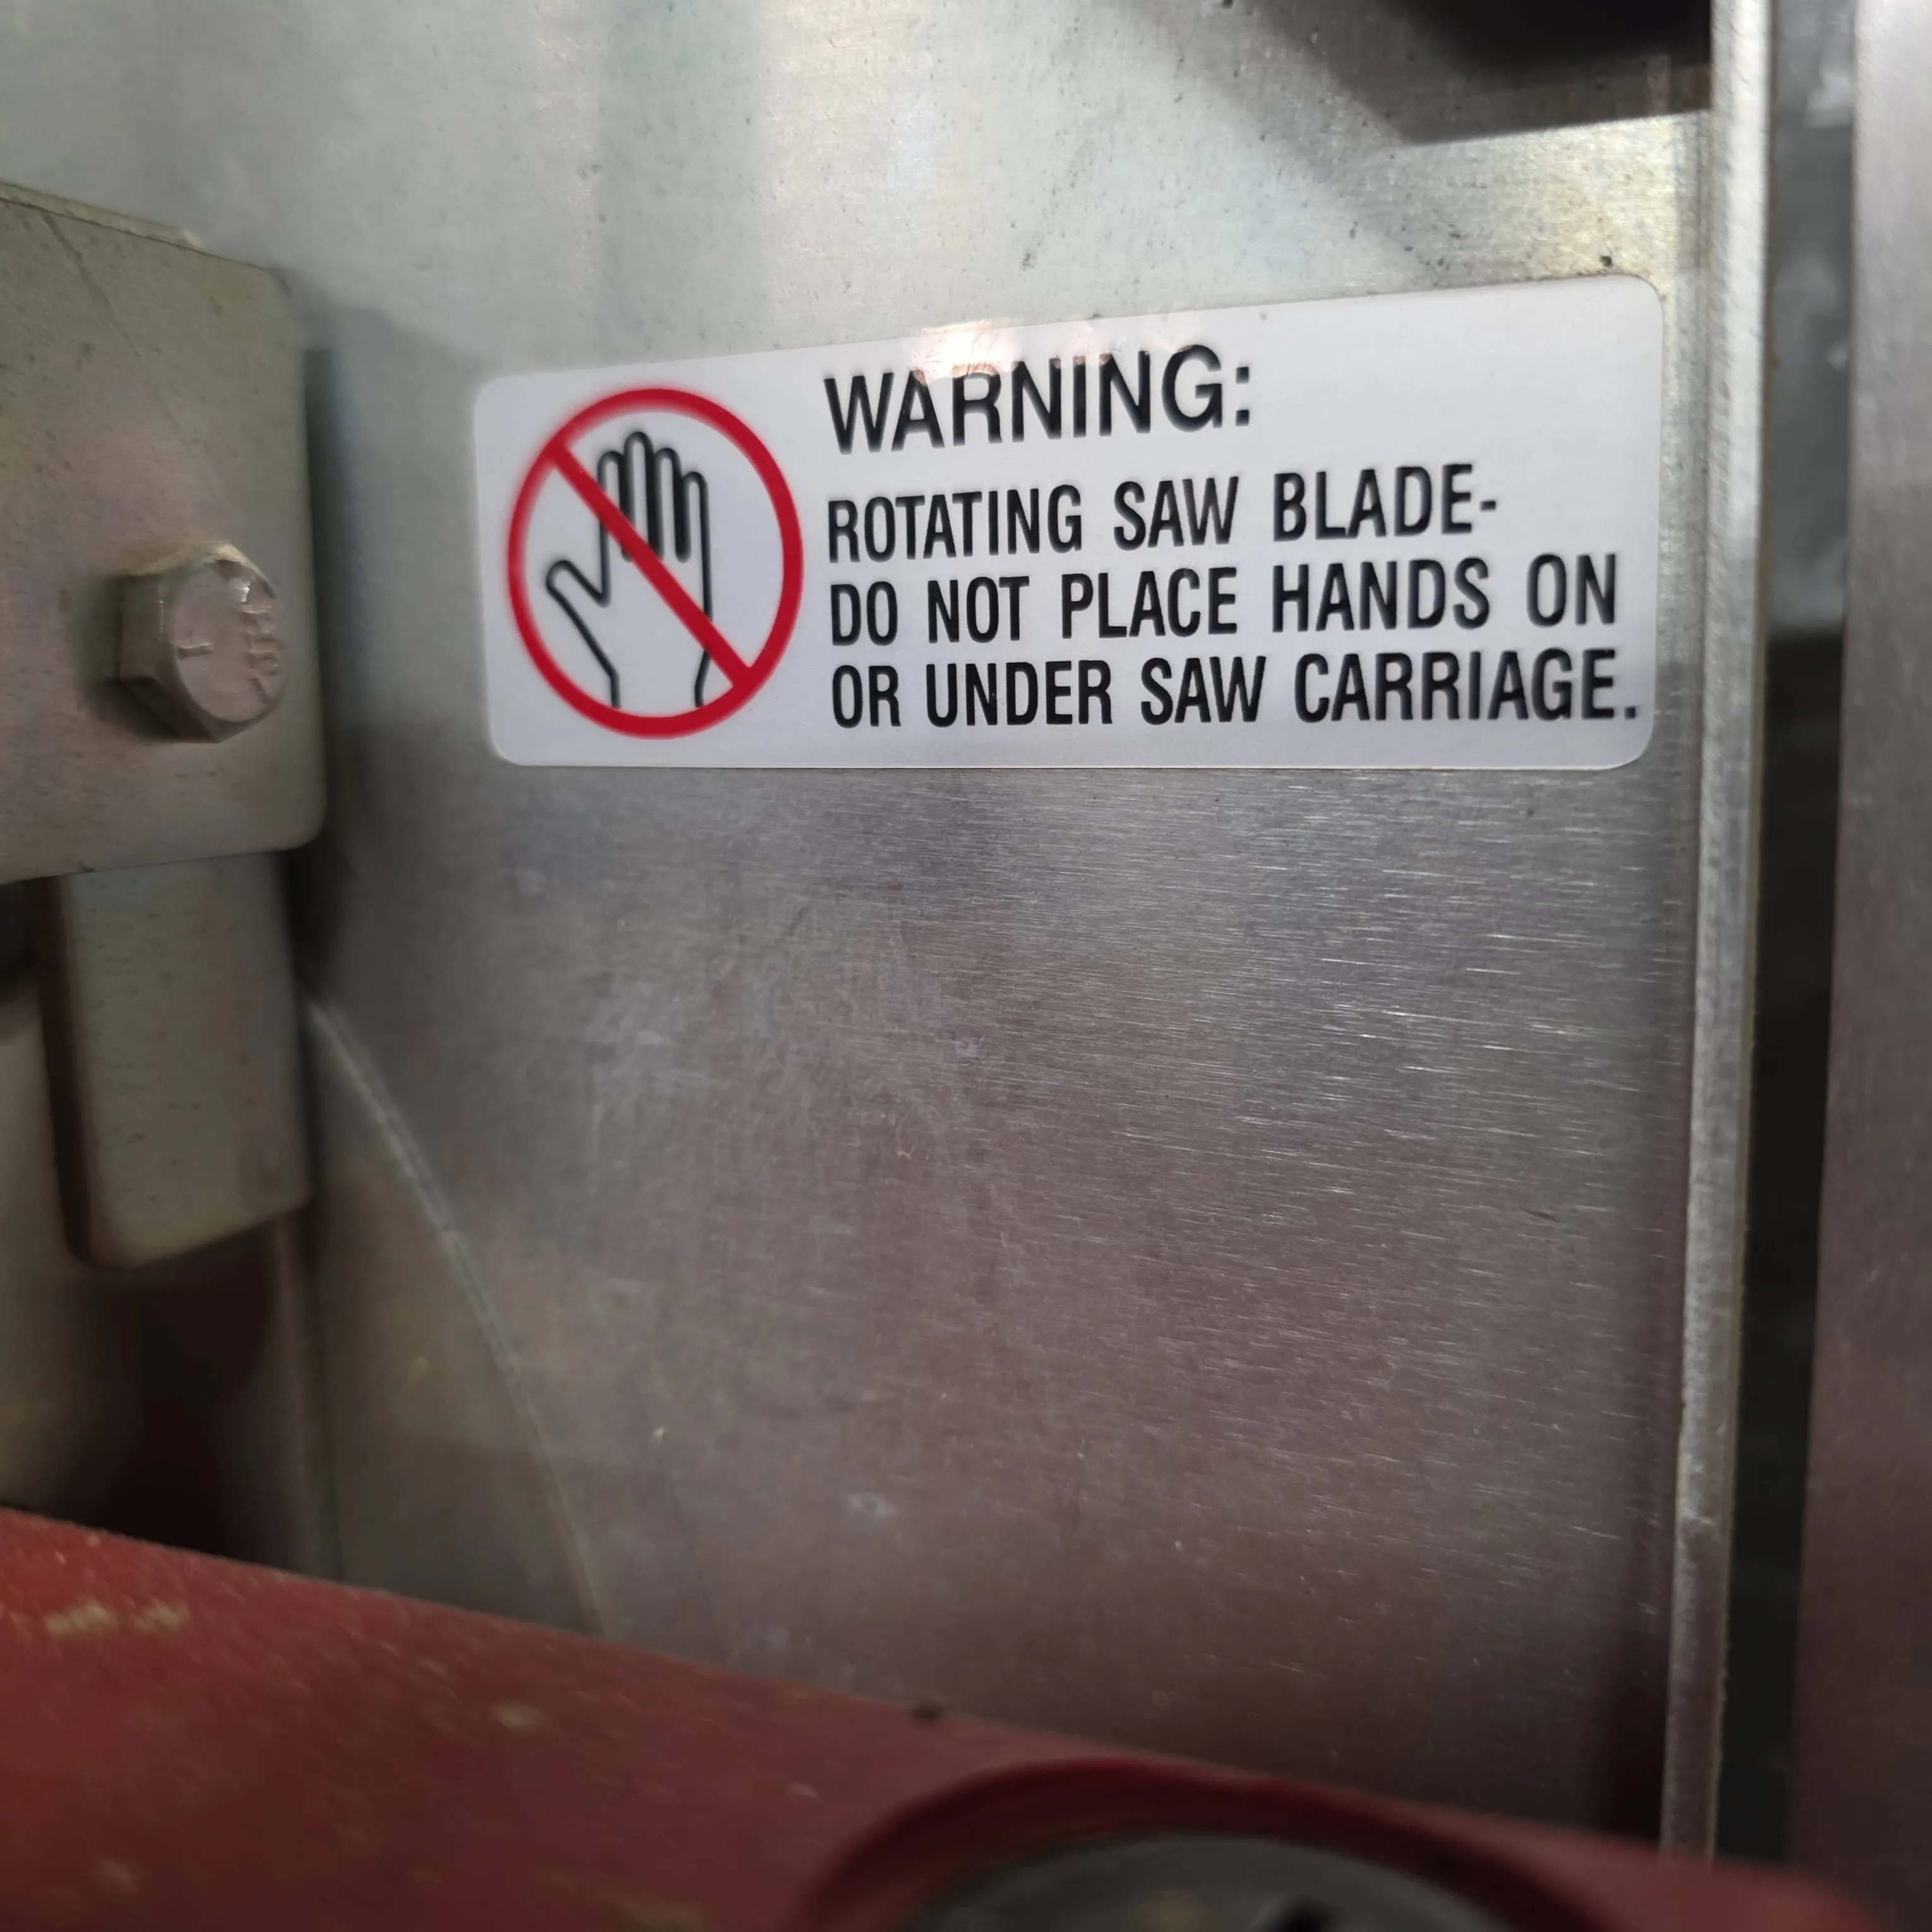 WARNING:
ROTATING SAW BLADE-
DO NOT PLACE HANDS ON
OR UNDER SAW CARRIAGE.